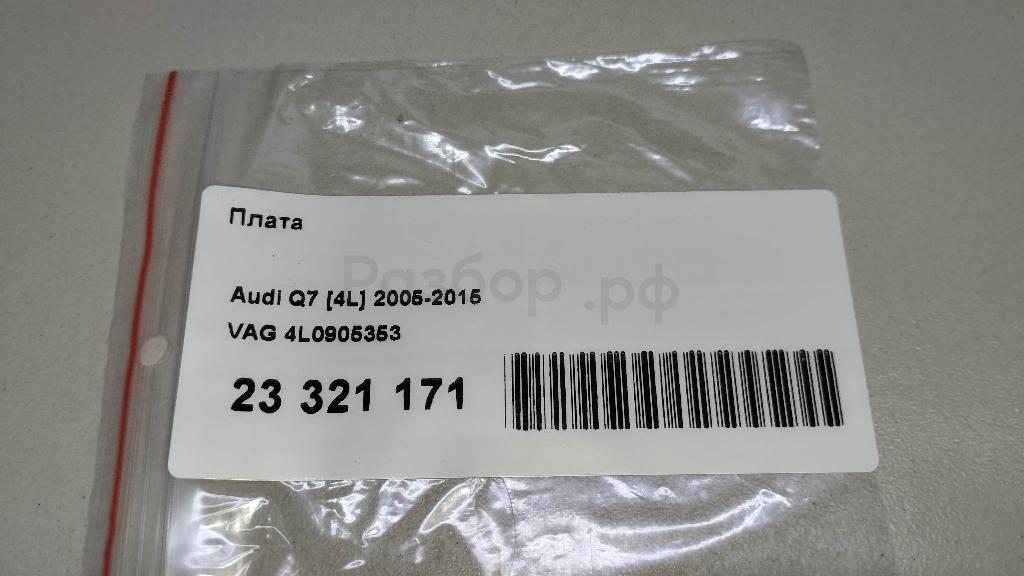 Плата
Разбор.рф
Audi Q7 [4L] 2005-2015
VAG 4L0905353
23 321 171